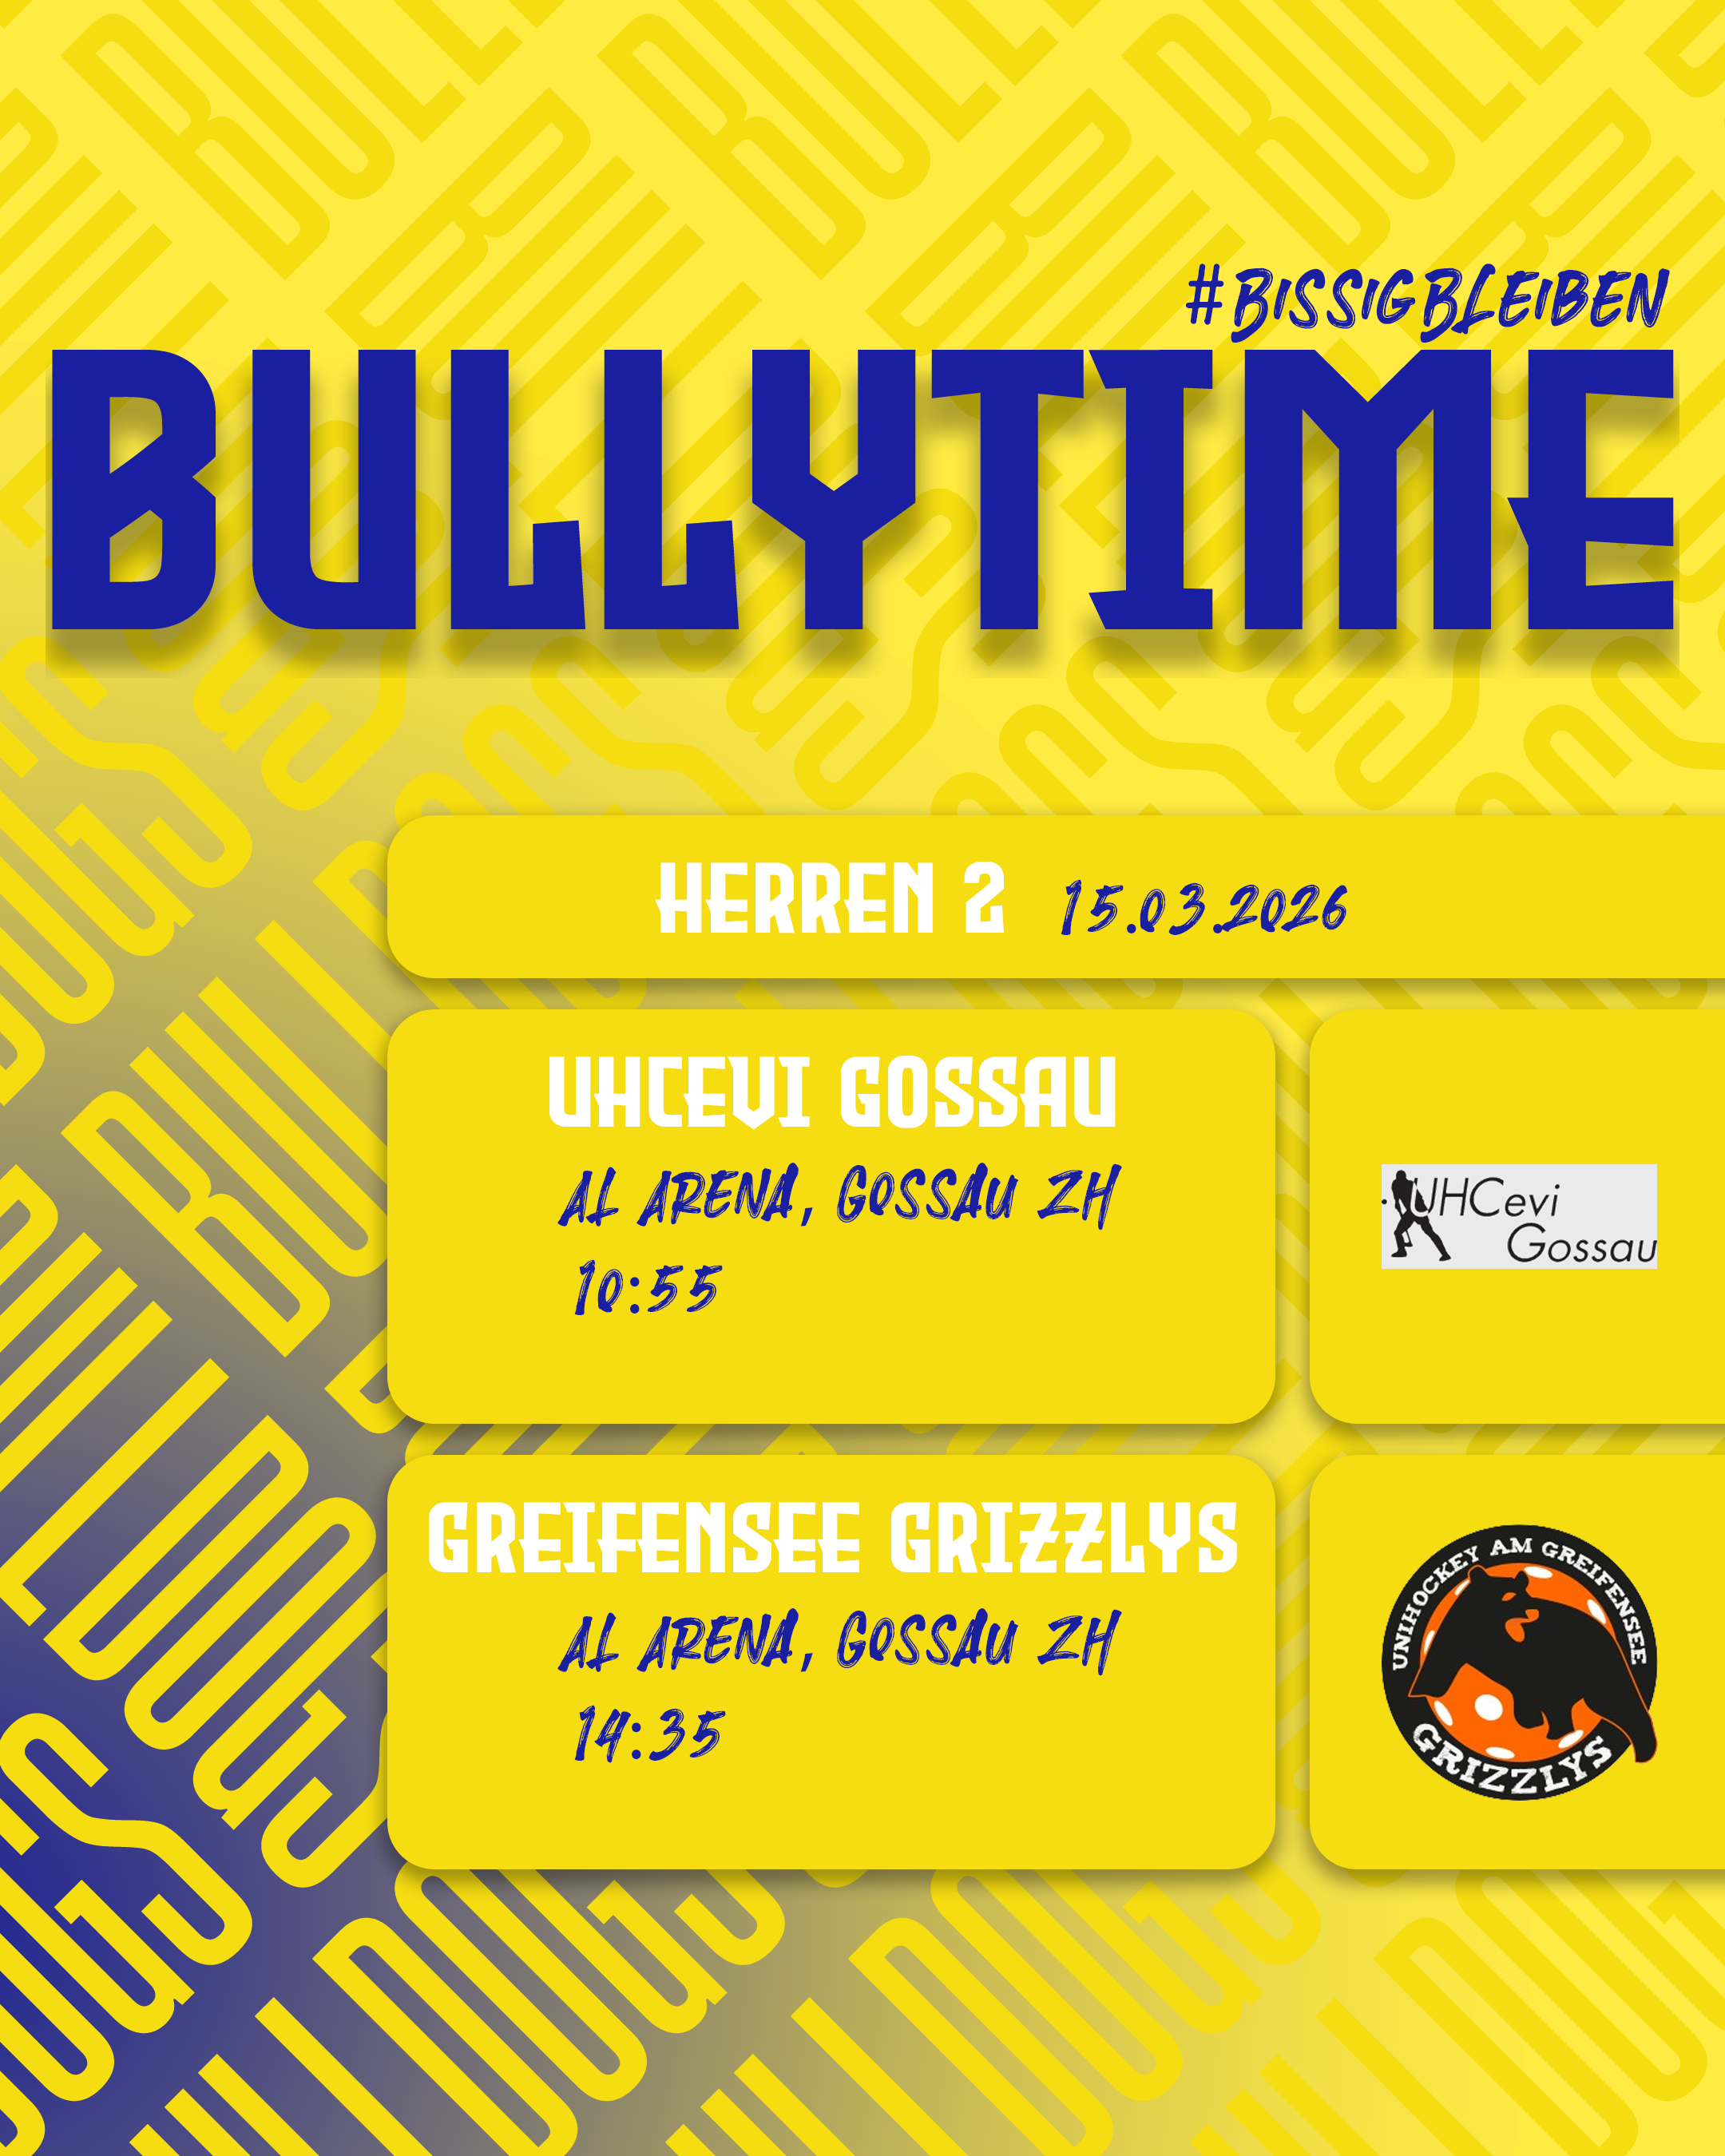 #BISSIGBLEIBEN
BULLYTIME
HERREN 2 15.03.2026
UHCEVI GOSSAU
AL ARENA, GOSSAU ZH
10:55
UHCevi
Gossau
GREIFENSEE GRIZZLYS
AL ARENA, GOSSAU ZH
14:35
UNIHOCKEY AM GREIFENSEE
GRIZZLYS